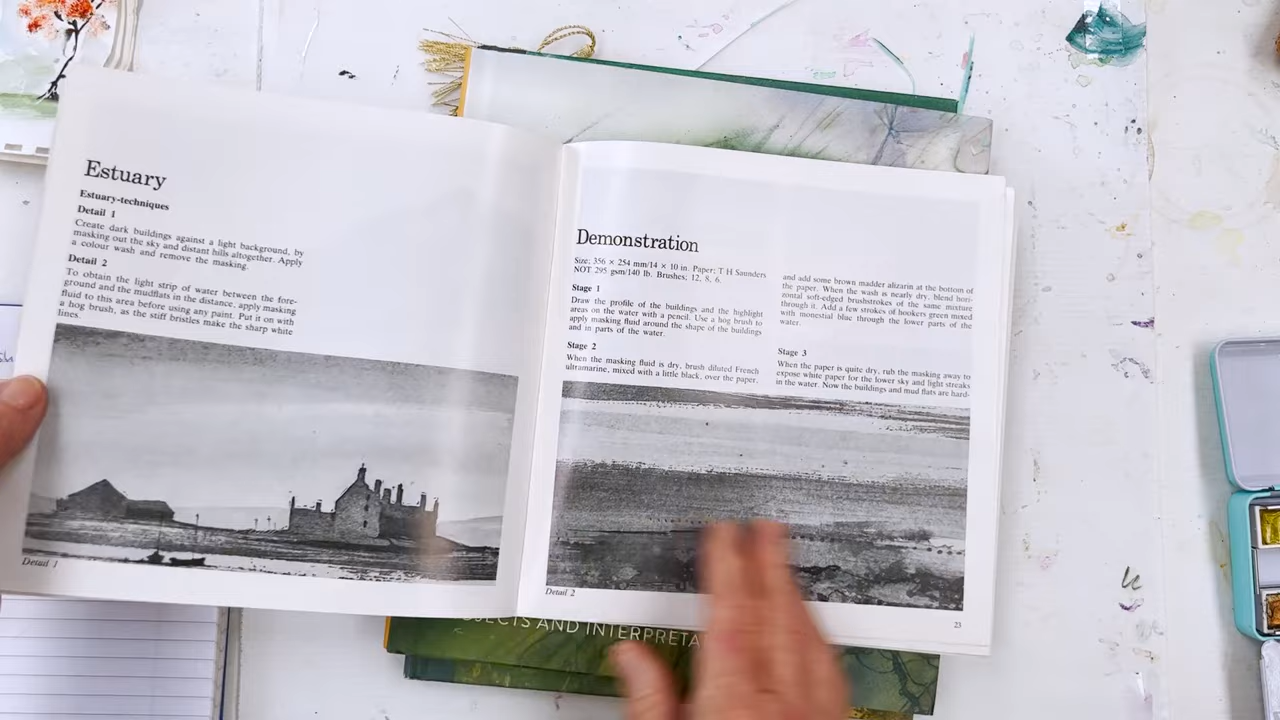 Estuary
Estuary-techniques
Detail 1
Create dark buildings against a light background, by
masking out the sky and distant hills altogether. Apply
a colour wash and remove the masking.
Detail 2
To obtain the light strip of water between the fore-
ground and the mudflats in the distance, apply masking
fluid to this area before using any paint. Put it on with
a hog brush, as the stiff bristles make the sharp white
lines.
Detail 1
Demonstration
Size: 356 × 254 mm/14 × 10 in. Paper: T H Saunders
NOT 295 gsm/140 lb. Brushes: 12, 8, 6.
Stage 1
Draw the profile of the buildings and the highlight
areas on the water with a pencil. Use a hog brush to
apply masking fluid around the shape of the buildings
and in parts of the water.
Stage 2
When the masking fluid is dry, brush diluted French
ultramarine, mixed with a little black, over the paper,
and add some brown madder alizarin at the bottom of
the paper. When the wash is nearly dry, blend hori-
zontal soft-edged brushstrokes of the same mixture
through it. Add a few strokes of hookers green mixed
with monestial blue through the lower parts of the
water.
Stage 3
When the paper is quite dry, rub the masking away to
expose white paper for the lower sky and light streaks
in the water. Now the buildings and mud flats are hard-
Detail 2
23
JECTS AND INTERPRETA